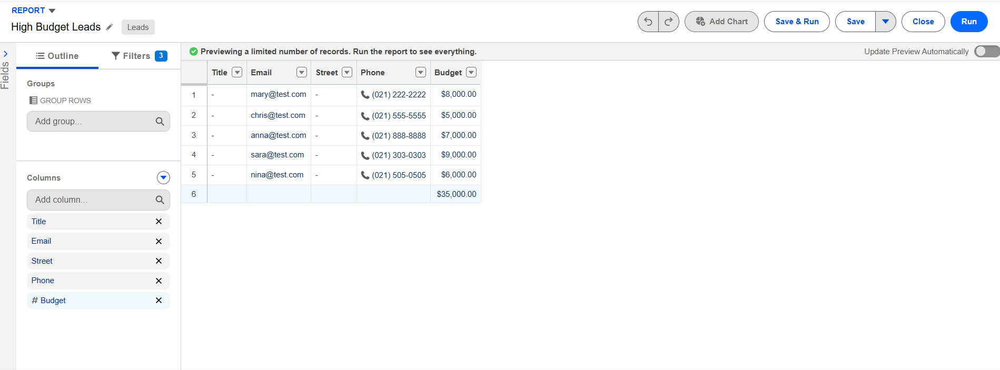 REPORT
High Budget Leads Leads
Add Chart Save & Run Save Close Run
Fields
Outline Filters 3
Previewing a limited number of records. Run the report to see everything.
Update Preview Automatically
Groups
GROUP ROWS
Add group...
Columns
Add column...
Title
Email
Street
Phone
# Budget
Title Email Street Phone Budget
1 - mary@test.com - (021) 222-2222 $8,000.00
2 - chris@test.com - (021) 555-5555 $5,000.00
3 - anna@test.com - (021) 888-8888 $7,000.00
4 - sara@test.com - (021) 303-0303 $9,000.00
5 - nina@test.com - (021) 505-0505 $6,000.00
6 $35,000.00